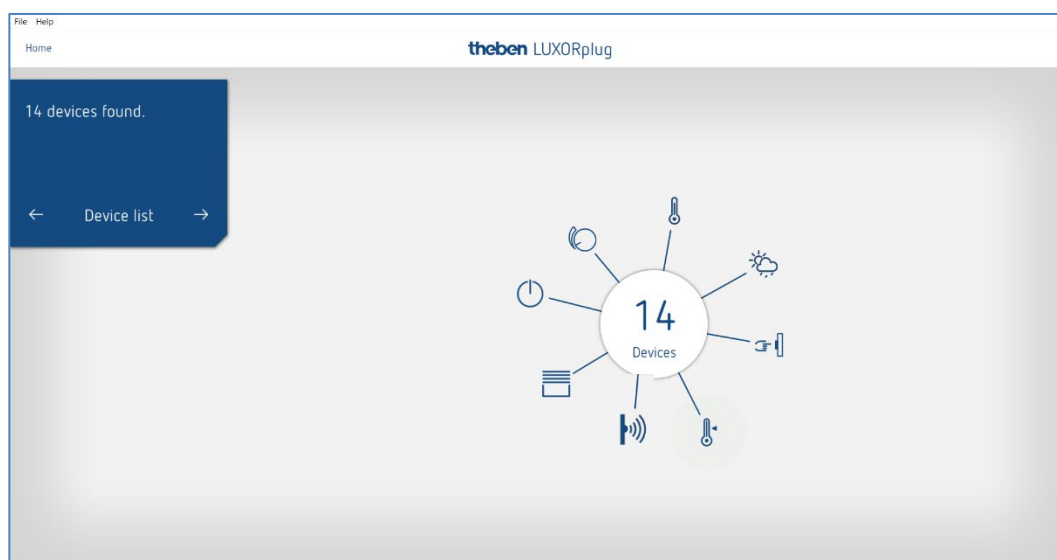 File Help
Home
theben LUXORplug
14 devices found.
← Device list →
14
Devices